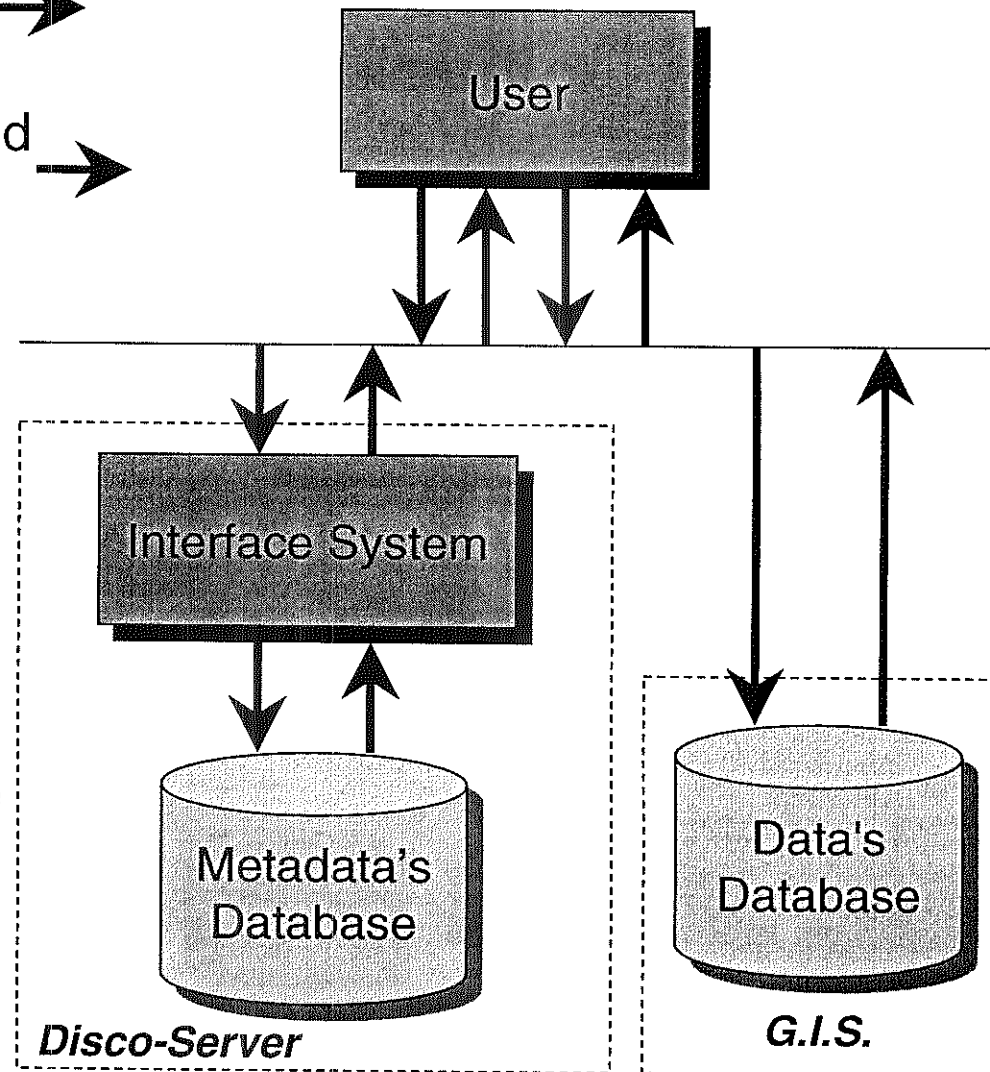 User
d
Interface System
Metadata's
Database
Data's
Database
Disco-Server
G.I.S.